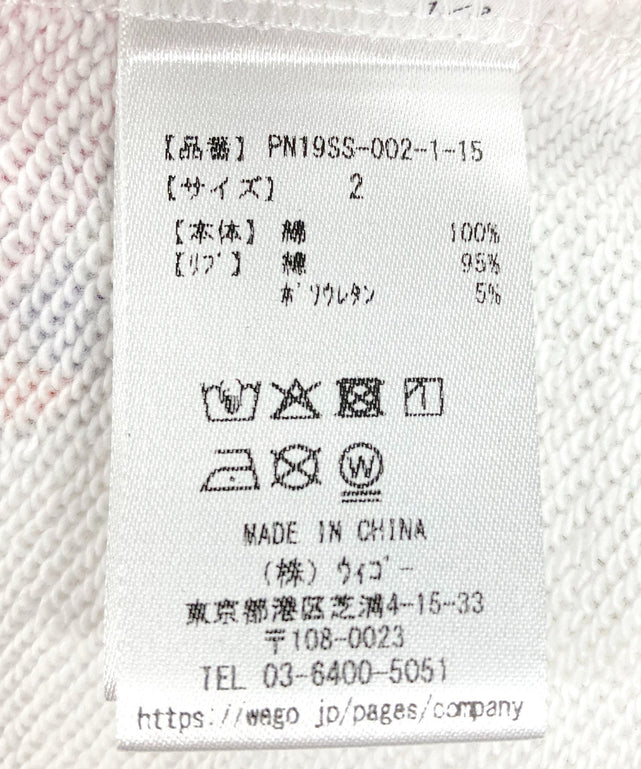 【品番】 PN19SS-002-1-15
【サイズ】 2
【本体】 綿 100%
【リブ】 綿 95%
ポリウレタン 5%
W
MADE IN CHINA
(株) ウィゴー
東京都港区芝浦4-15-33
〒108-0023
TEL 03-6400-5051
https://wego jp/pages/company